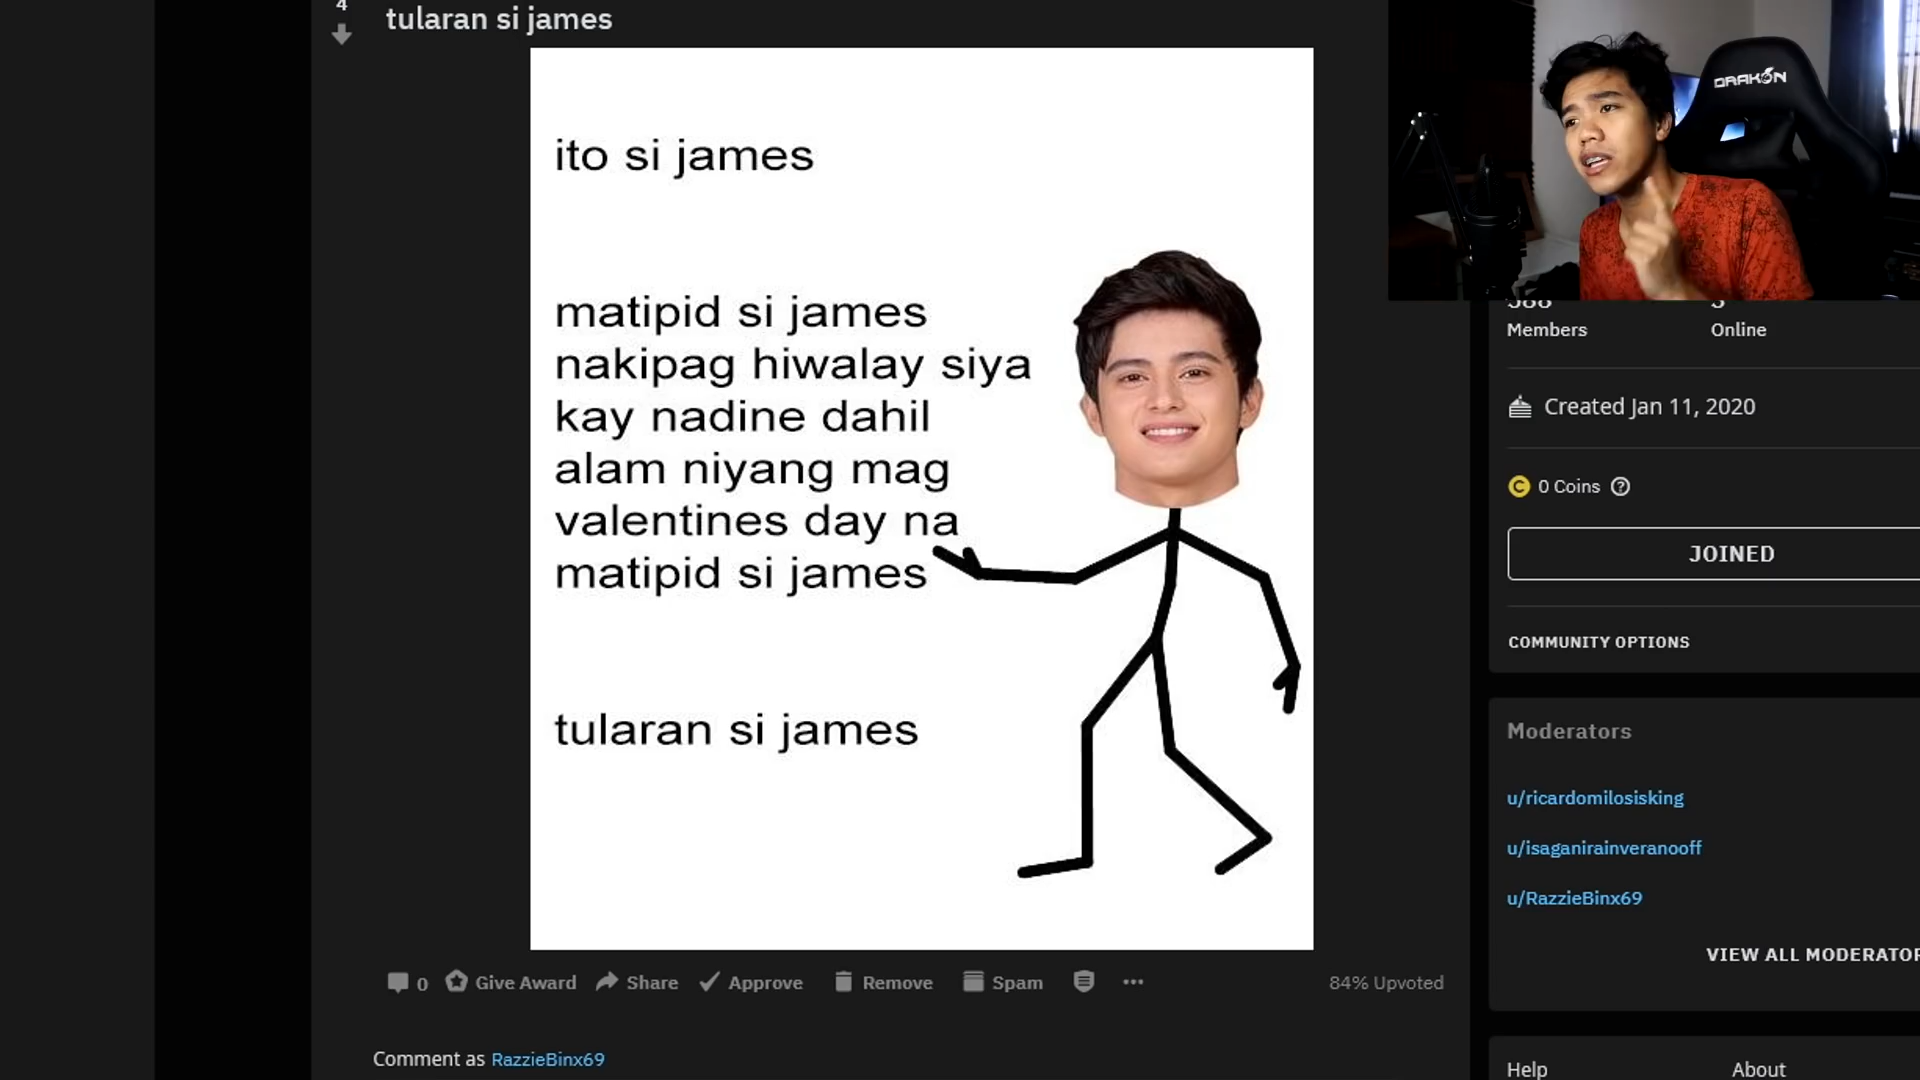 4
tularan si james
ito si james
matipid si james
nakipag hiwalay siya
kay nadine dahil
alam niyang mag
valentines day na
matipid si james
tularan si james
0 Give Award Share Approve Remove Spam ••• 84% Upvoted
Comment as RazzieBinx69
DRAKON
Members Online
Created Jan 11, 2020
C 0 Coins ?
JOINED
COMMUNITY OPTIONS
Moderators
u/ricardomilosisking
u/isaganirainveranooff
u/RazzieBinx69
VIEW ALL MODERATOR
Help About